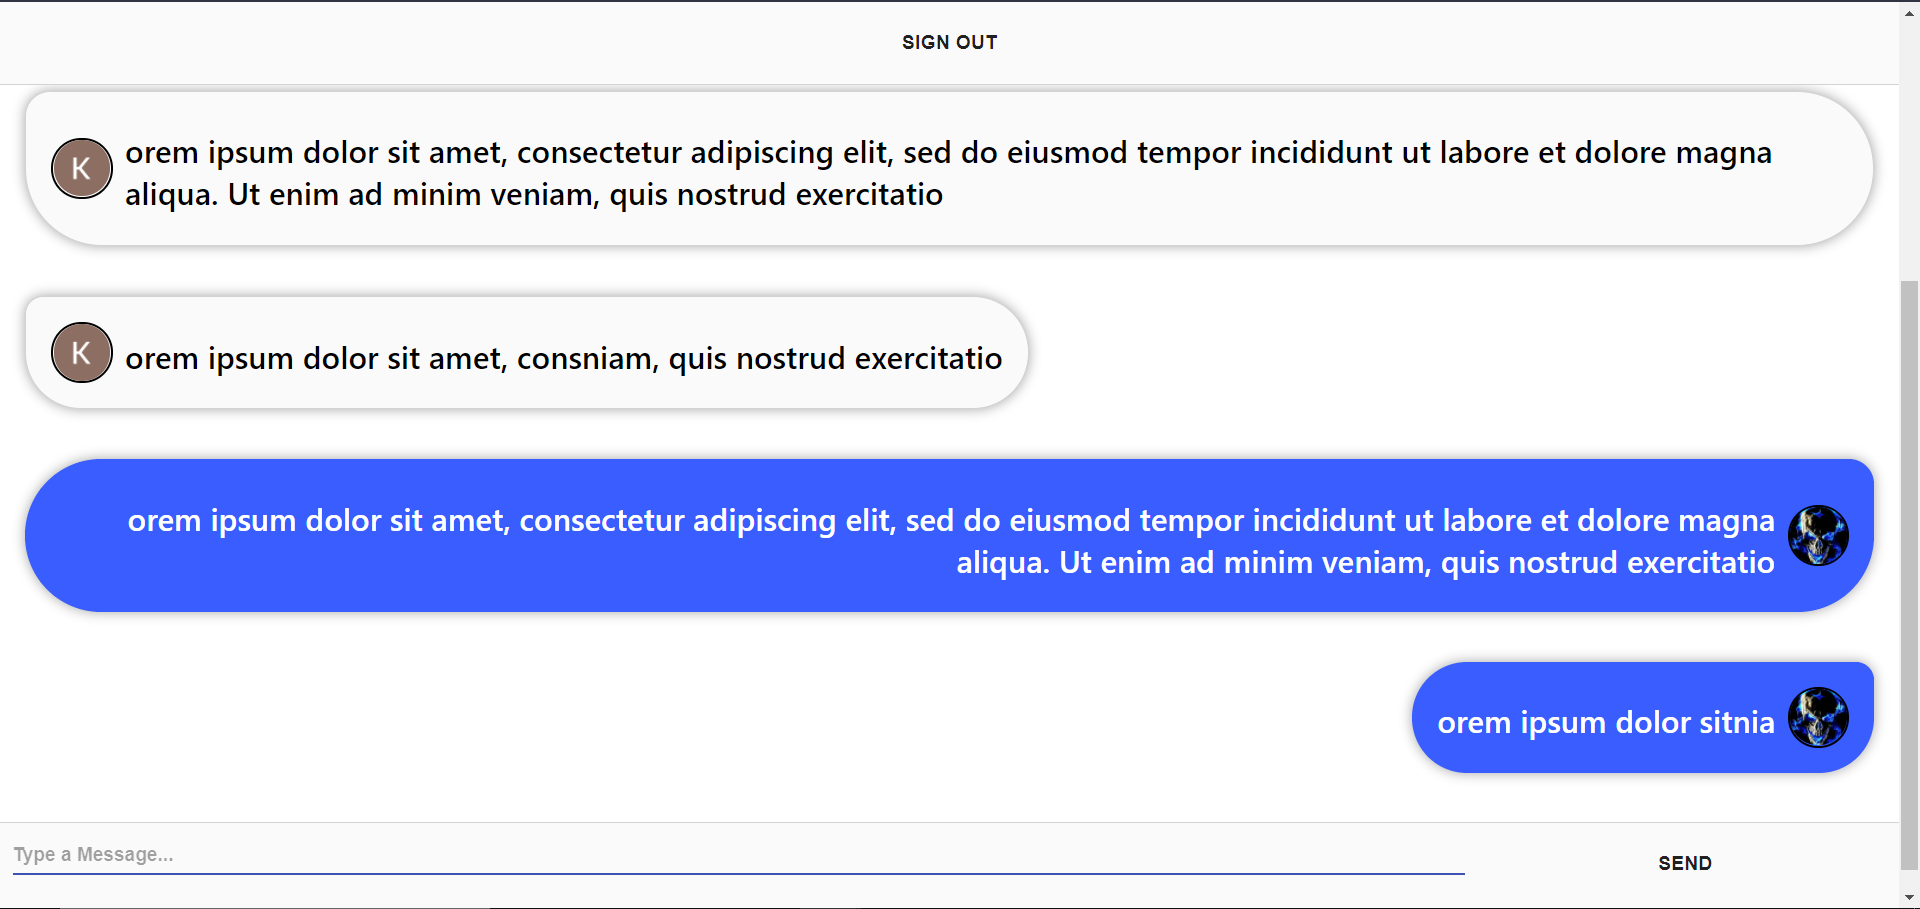 SIGN OUT
K
orem ipsum dolor sit amet, consectetur adipiscing elit, sed do eiusmod tempor incididunt ut labore et dolore magna
aliqua. Ut enim ad minim veniam, quis nostrud exercitatio
K
orem ipsum dolor sit amet, consniam, quis nostrud exercitatio
orem ipsum dolor sit amet, consectetur adipiscing elit, sed do eiusmod tempor incididunt ut labore et dolore magna
aliqua. Ut enim ad minim veniam, quis nostrud exercitatio
orem ipsum dolor sitnia
Type a Message...
SEND